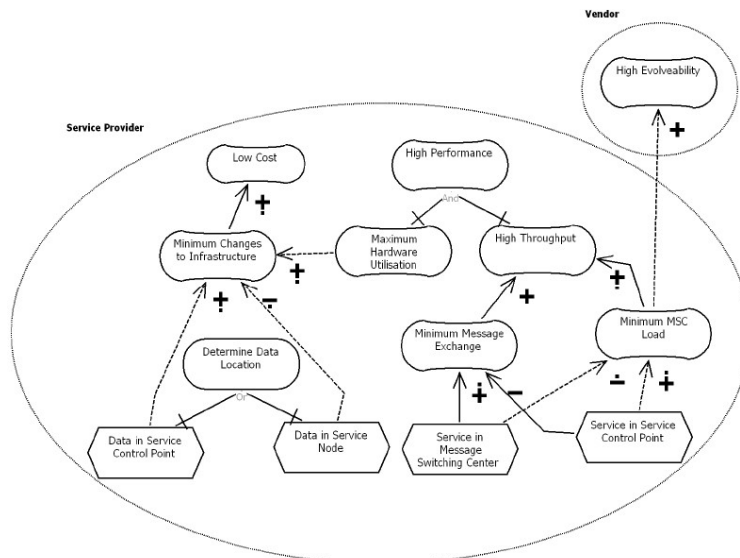 Vendor
High Evolveability
Service Provider
Low Cost
High Performance
And
Minimum Changes
to Infrastructure
Maximum
Hardware
Utilisation
High Throughput
Minimum Message
Exchange
Minimum MSC
Load
Determine Data
Location
Or
Data in Service
Control Point
Data in Service
Node
Service in
Message
Switching Center
Service in Service
Control Point